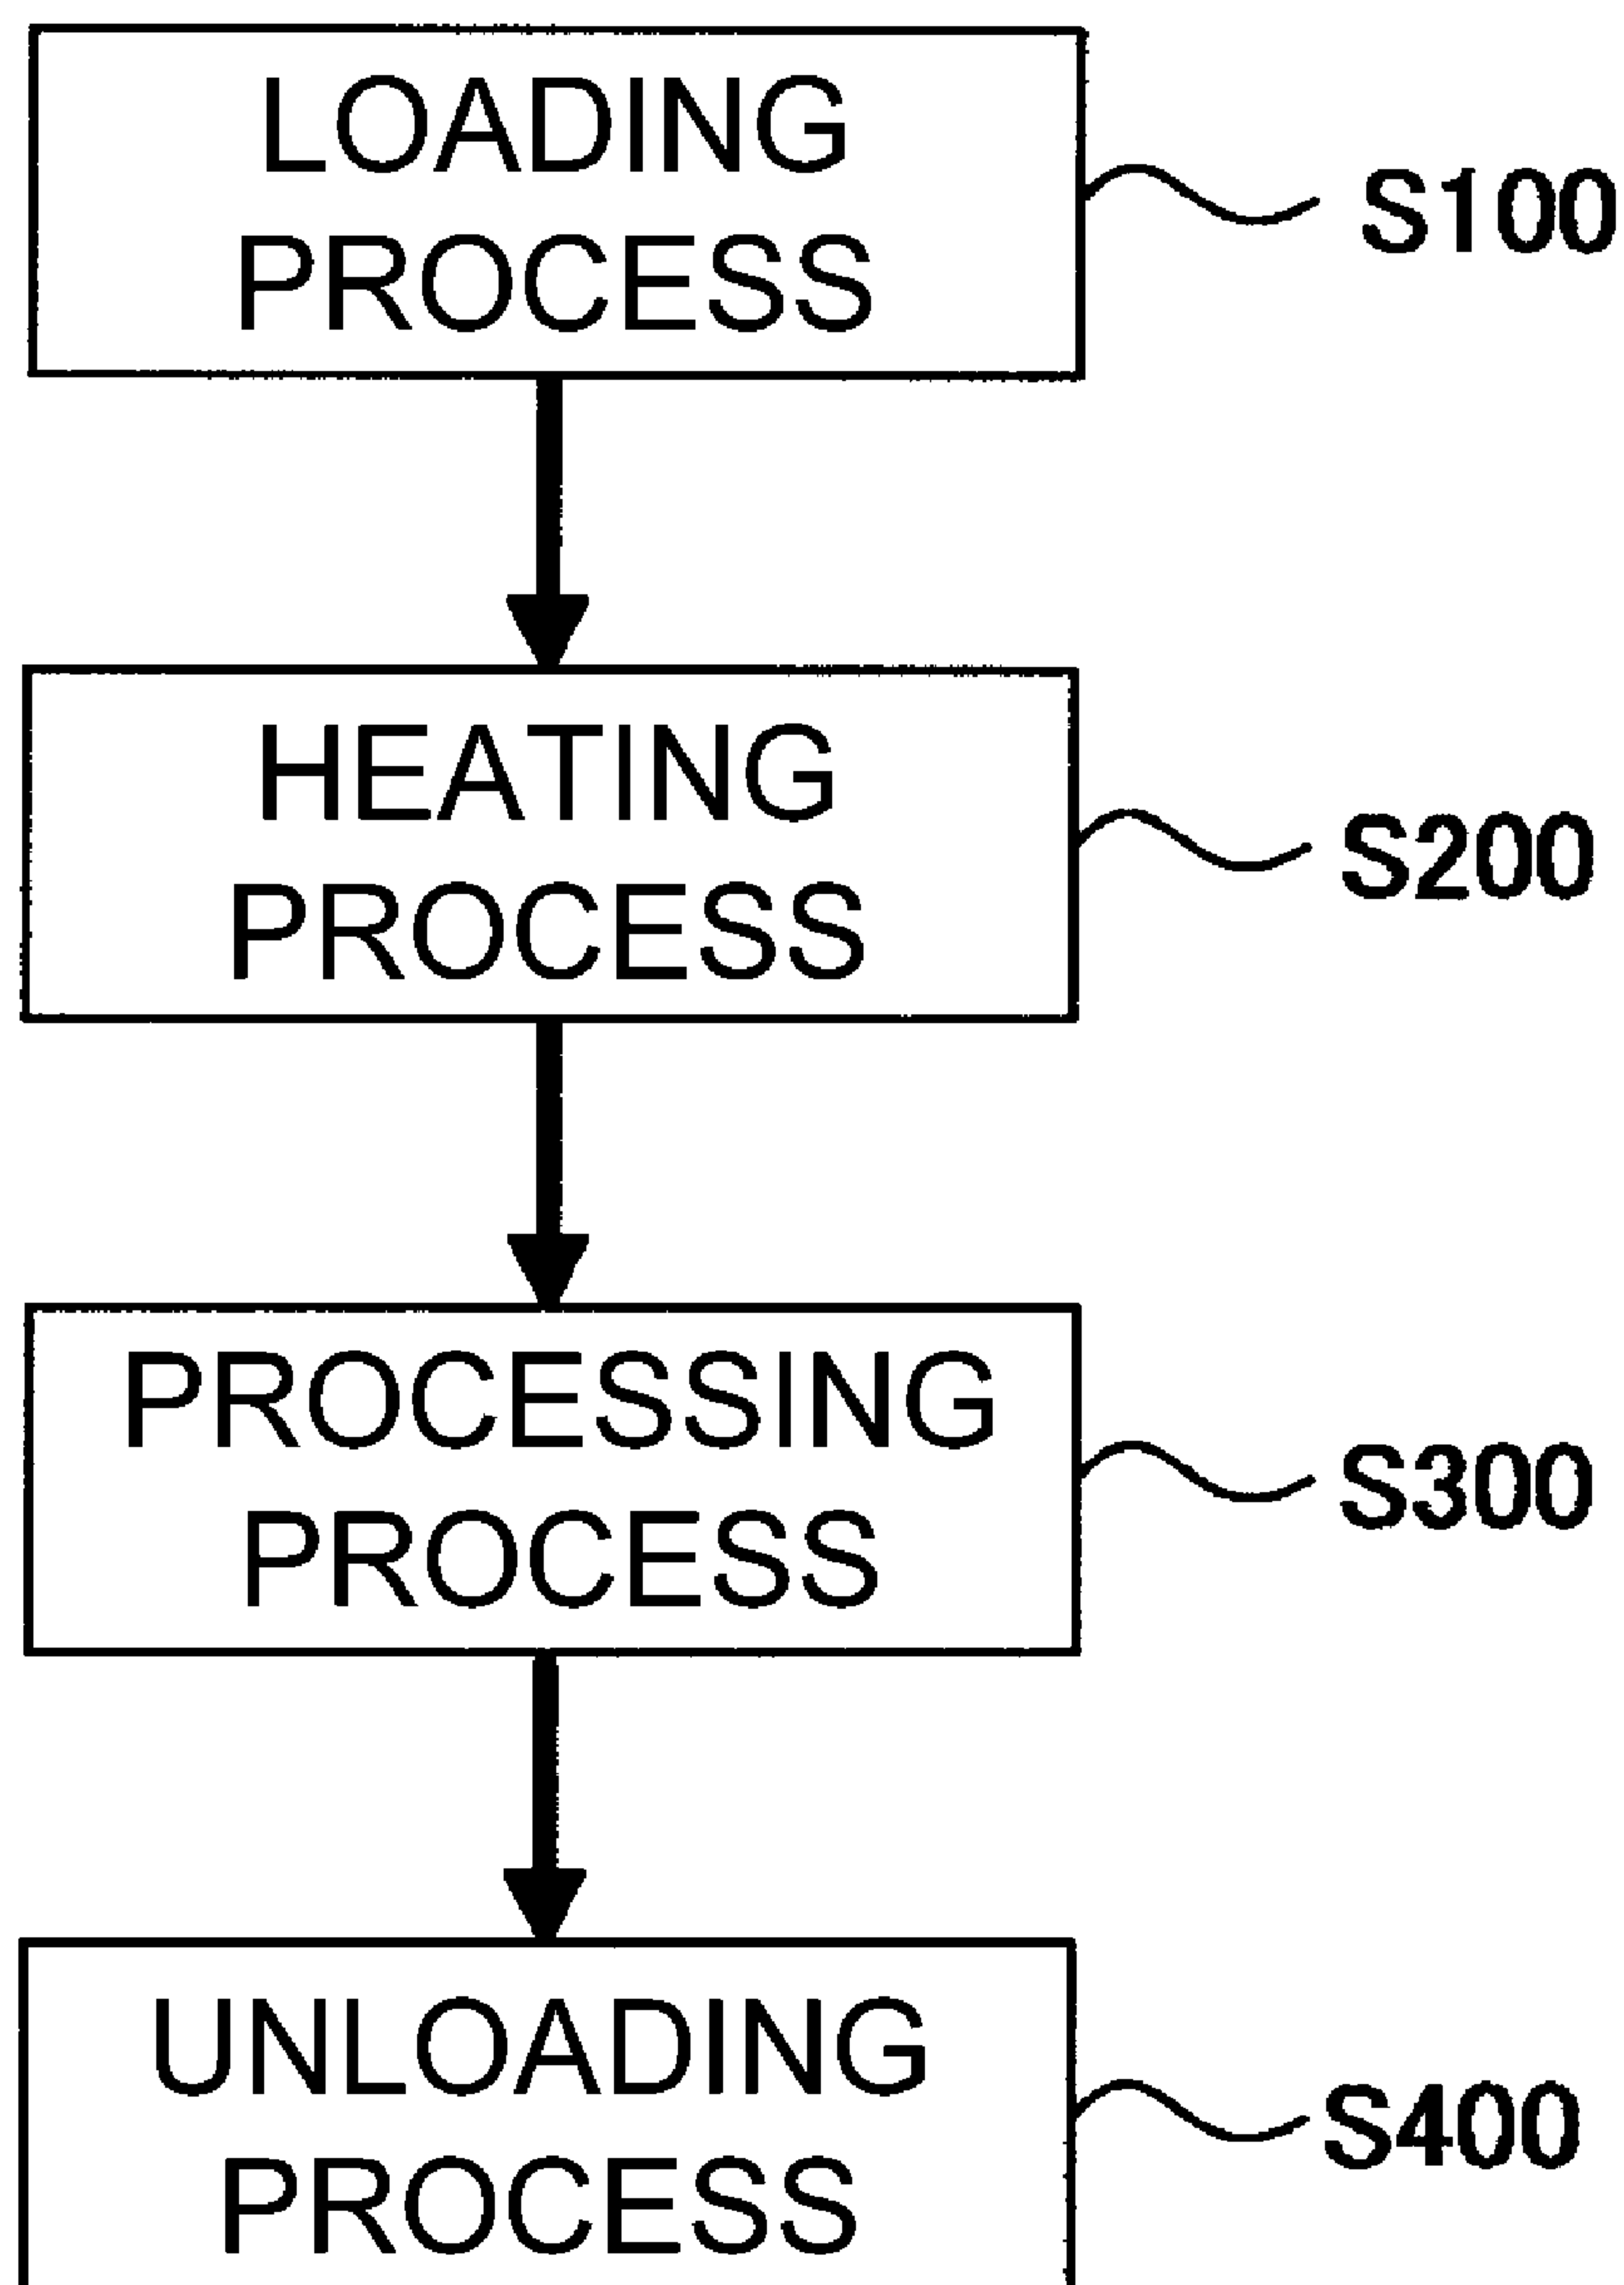 LOADING
PROCESS
S100
HEATING
PROCESS
S200
PROCESSING
PROCESS
S300
UNLOADING
PROCESS
S400